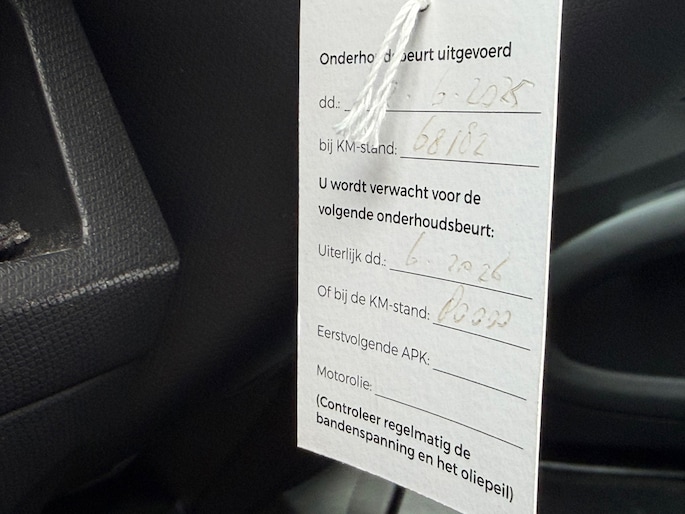 Onderhoudsbeurt uitgevoerd
dd.: 6-2025
bij KM-stand: 68182
U wordt verwacht voor de
volgende onderhoudsbeurt:
Uiterlijk dd.: 6-2026
Of bij de KM-stand:
Eerstvolgende APK:
Motorolie:
(Controleer regelmatig de
bandenspanning en het oliepeil)